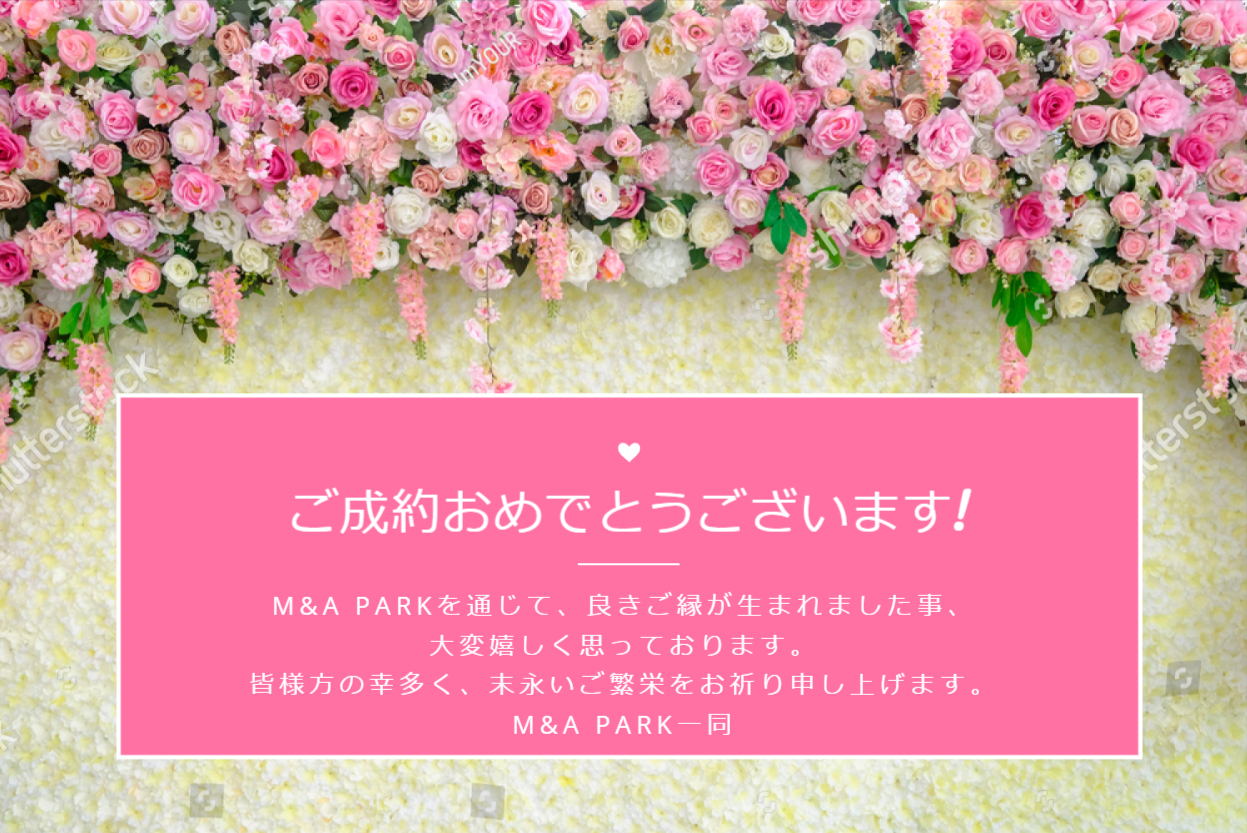 ImYOUR
shutterstock
shutterstock
ご成約おめでとうございます!
M&A PARKを通じて、良きご縁が生まれました事、
大変嬉しく思っております。
皆様方の幸多く、末永いご繁栄をお祈り申し上げます。
M&A PARK一同